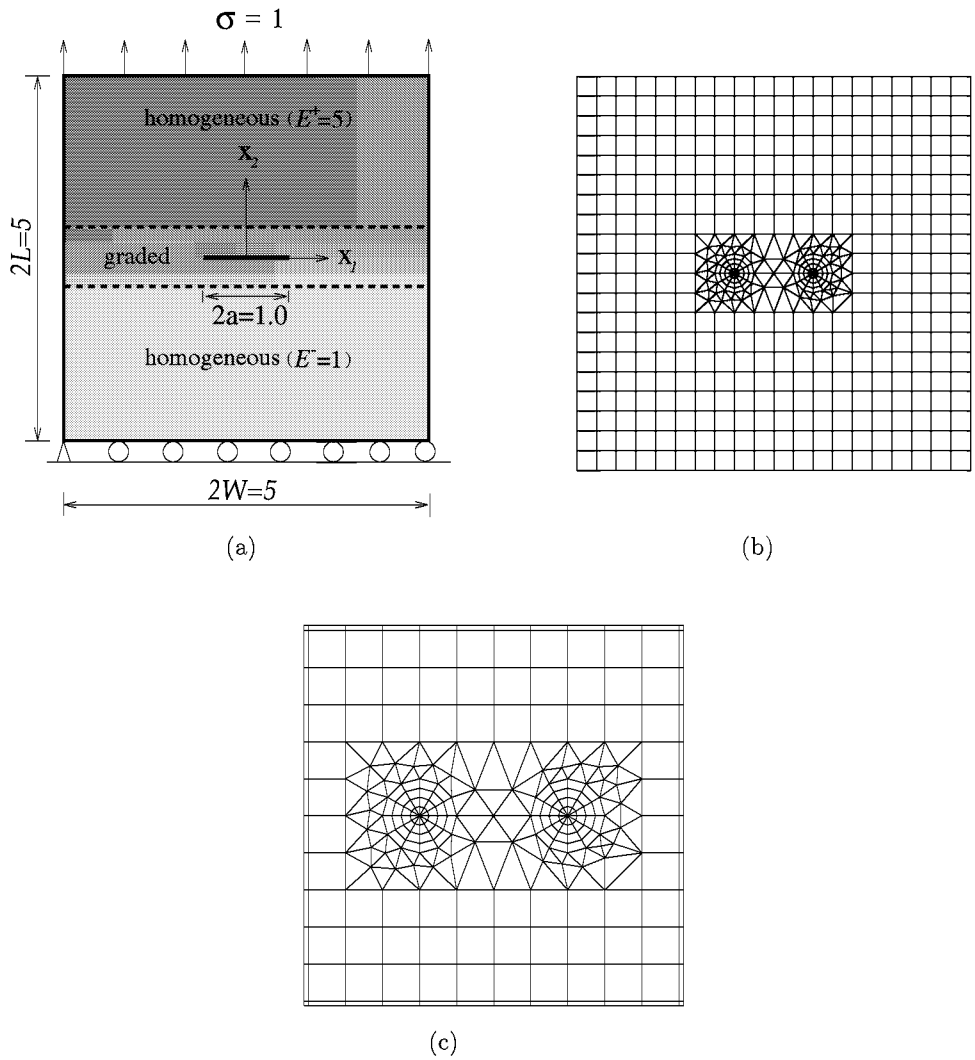 σ = 1
homogeneous (E⁺=5)
x₂
graded
x₁
2L=5
2a=1.0
homogeneous (E⁻=1)
2W=5
(a)
(b)
(c)